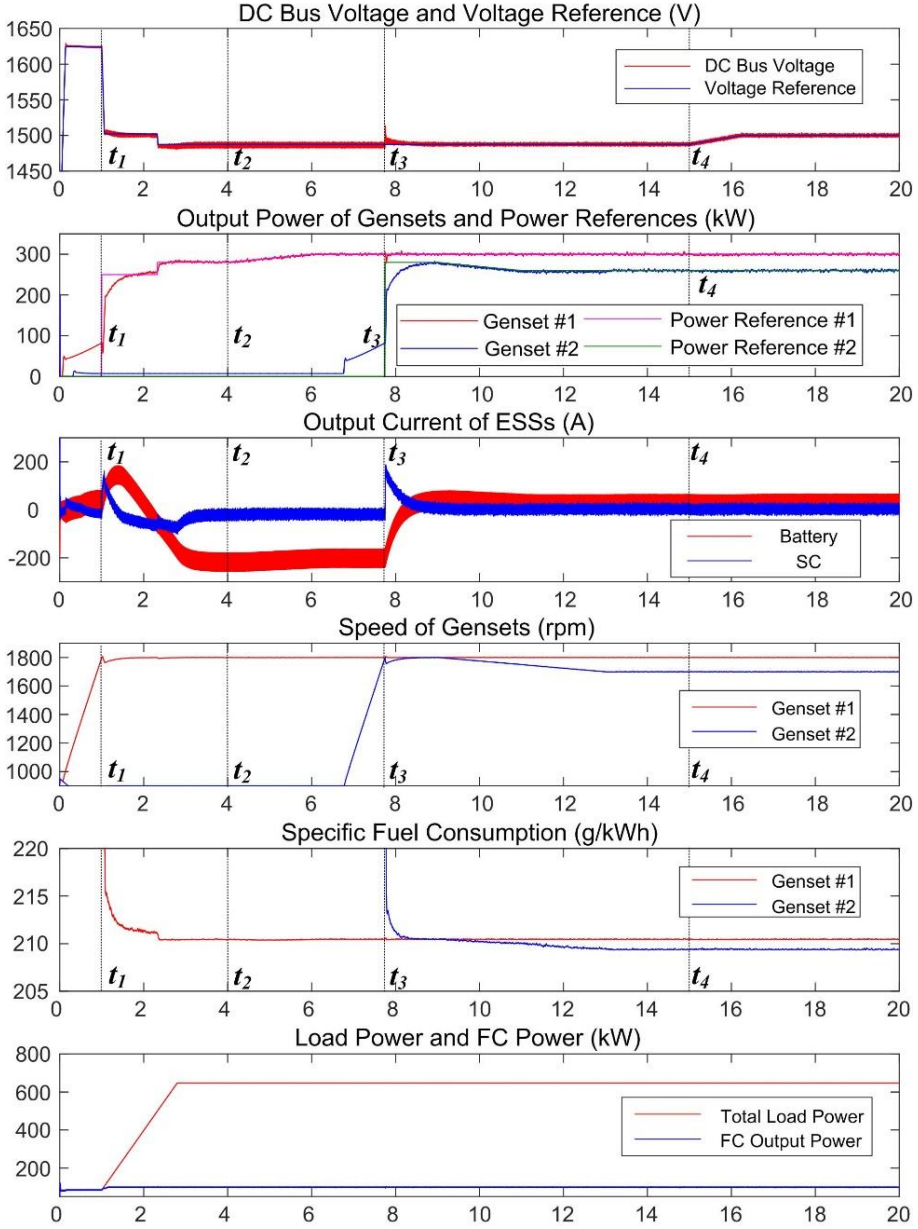 DC Bus Voltage and Voltage Reference (V)
1650
1600
1550
1500
1450
DC Bus Voltage
Voltage Reference
t1 t2 t3 t4
0 2 4 6 8 10 12 14 16 18 20
Output Power of Gensets and Power References (kW)
300
200
100
0
t4
t1 t3
Genset #1 Power Reference #1
Genset #2 Power Reference #2
0 2 4 6 8 10 12 14 16 18 20
Output Current of ESSs (A)
200
0
-200
t1 t2 t3 t4
Battery
SC
0 2 4 6 8 10 12 14 16 18 20
Speed of Gensets (rpm)
1800
1600
1400
1200
1000
Genset #1
Genset #2
t1 t2 t3 t4
0 2 4 6 8 10 12 14 16 18 20
Specific Fuel Consumption (g/kWh)
220
215
210
205
Genset #1
Genset #2
t1 t2 t3 t4
0 2 4 6 8 10 12 14 16 18 20
Load Power and FC Power (kW)
800
600
400
200
Total Load Power
FC Output Power
0 2 4 6 8 10 12 14 16 18 20